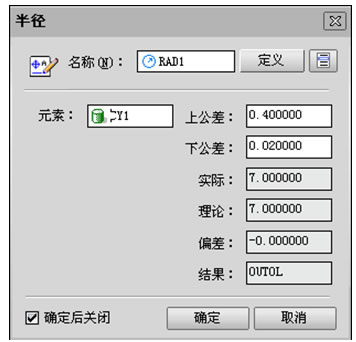 半径
名称(N)： RAD1 定义
元素： CY1 上公差： 0.400000
下公差： 0.020000
实际： 7.000000
理论： 7.000000
偏差： -0.000000
结果： OUTOL
确定后关闭 确定 取消